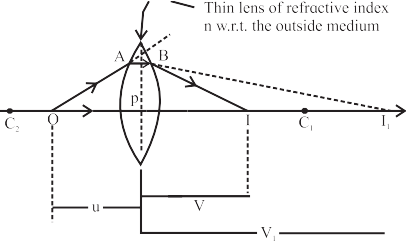 Thin lens of refractive index
n w.r.t. the outside medium
A B
P
C₂ O I C₁ I₁
u
V
V₁